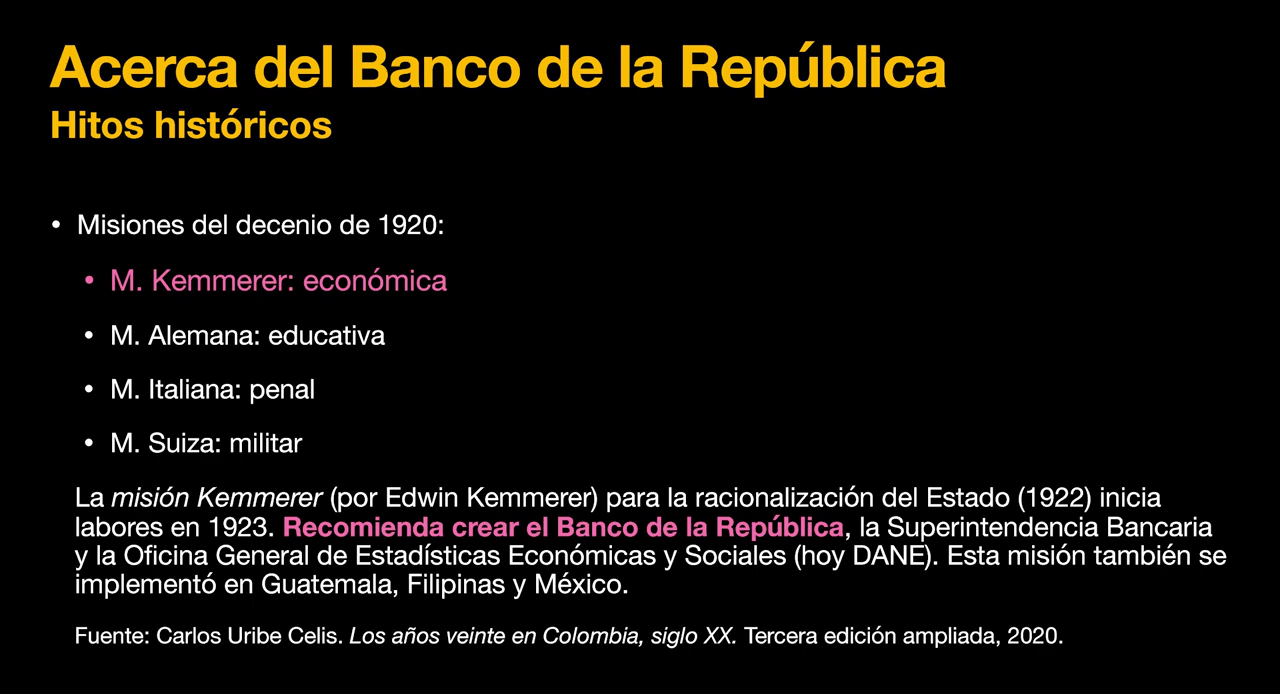 Acerca del Banco de la República
Hitos históricos
• Misiones del decenio de 1920:
• M. Kemmerer: económica
• M. Alemana: educativa
• M. Italiana: penal
• M. Suiza: militar
La misión Kemmerer (por Edwin Kemmerer) para la racionalización del Estado (1922) inicia
labores en 1923. Recomienda crear el Banco de la República, la Superintendencia Bancaria
y la Oficina General de Estadísticas Económicas y Sociales (hoy DANE). Esta misión también se
implementó en Guatemala, Filipinas y México.
Fuente: Carlos Uribe Celis. Los años veinte en Colombia, siglo XX. Tercera edición ampliada, 2020.